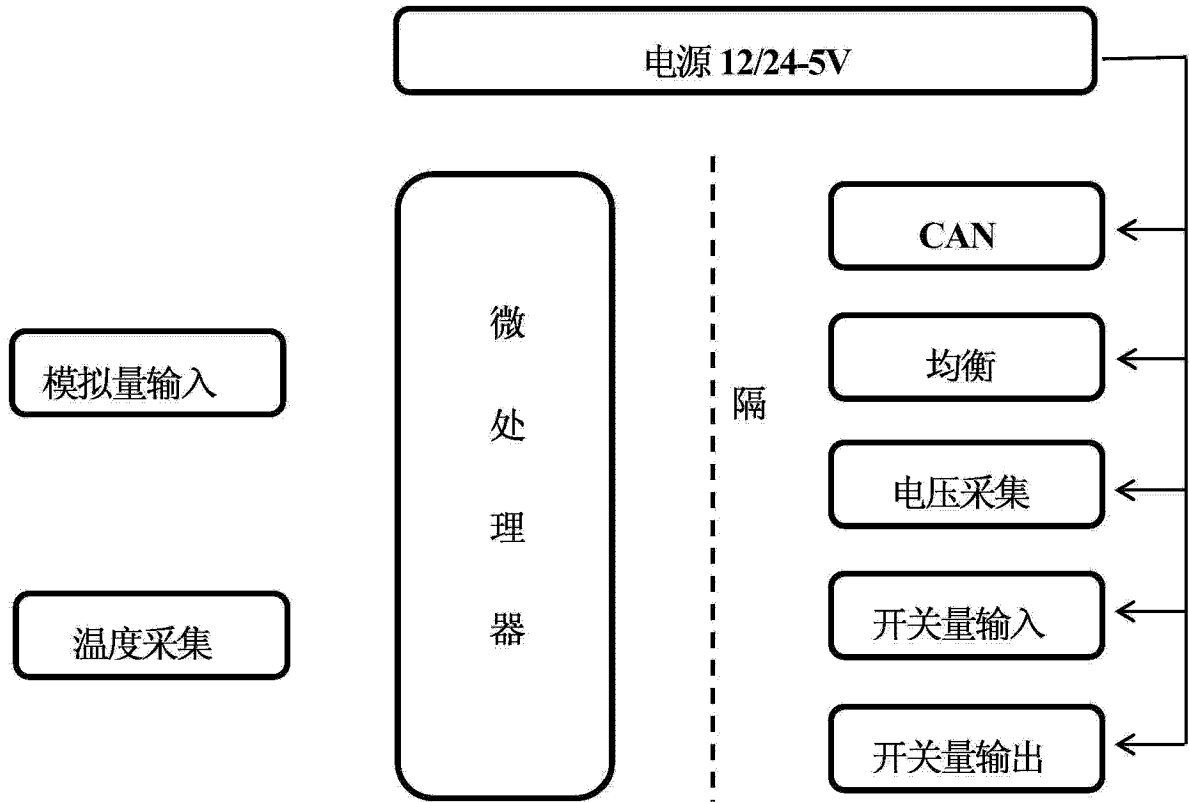 电源 12/24-5V
CAN
微处理器
模拟量输入
均衡
隔
电压采集
温度采集
开关量输入
开关量输出